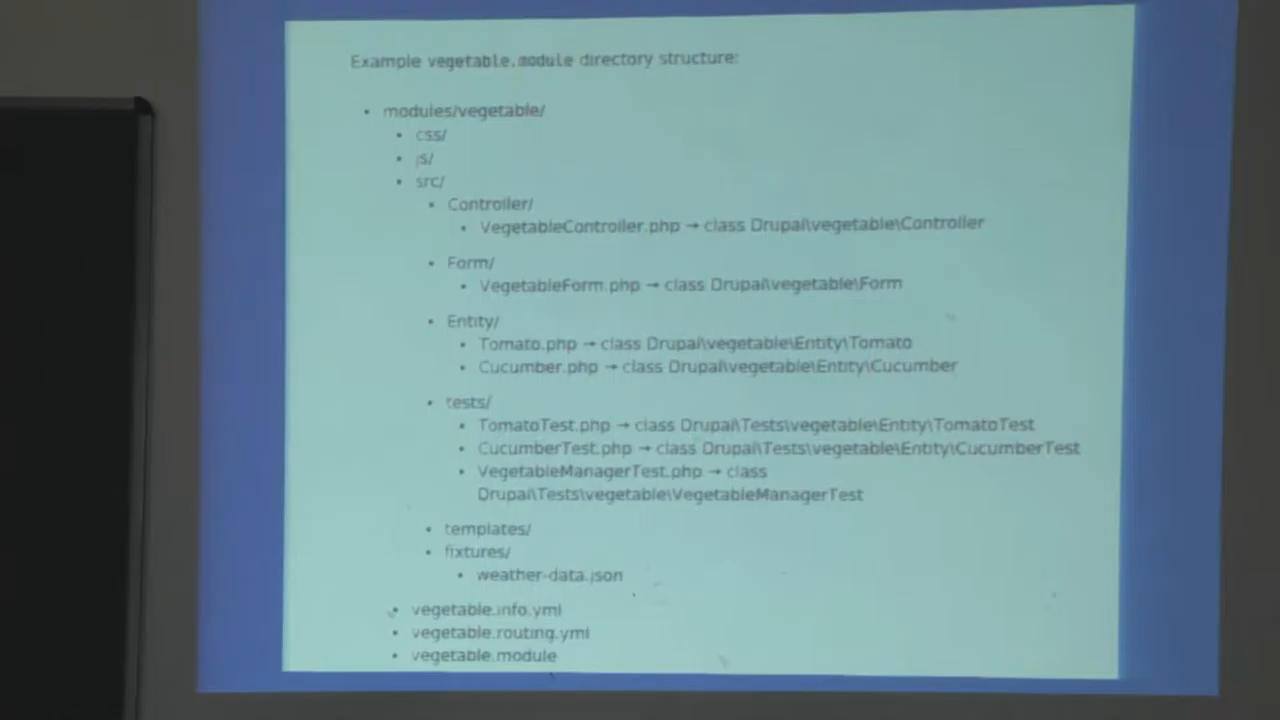 Example vegetable.module directory structure:
• modules/vegetable/
• css/
• js/
• src/
• Controller/
• VegetableController.php → class Drupal\vegetable\Controller
• Form/
• VegetableForm.php → class Drupal\vegetable\Form
• Entity/
• Tomato.php → class Drupal\vegetable\Entity\Tomato
• Cucumber.php → class Drupal\vegetable\Entity\Cucumber
• tests/
• TomatoTest.php → class Drupal\Tests\vegetable\Entity\TomatoTest
• CucumberTest.php → class Drupal\Tests\vegetable\Entity\CucumberTest
• VegetableManagerTest.php → class
Drupal\Tests\vegetable\VegetableManagerTest
• templates/
• fixtures/
• weather-data.json
• vegetable.info.yml
• vegetable.routing.yml
• vegetable.module